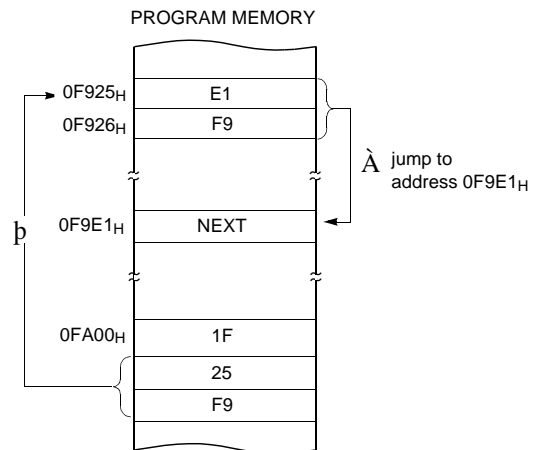 PROGRAM MEMORY
0F925H E1
0F926H F9
À jump to
address 0F9E1H
þ 0F9E1H NEXT
0FA00H 1F
25
F9